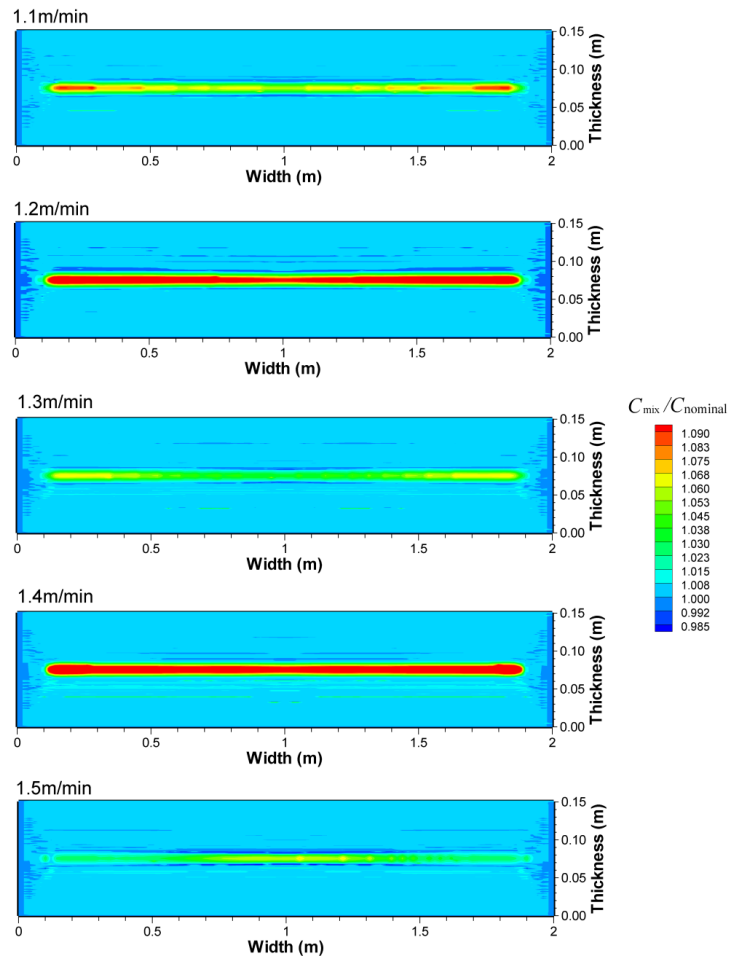 1.1m/min
0.15
0.10
0.05
0.00
Thickness (m)
0 0.5 1 1.5 2
Width (m)
1.2m/min
0.15
0.10
0.05
0.00
Thickness (m)
0 0.5 1 1.5 2
Width (m)
1.3m/min
0.15
0.10
0.05
0.00
Thickness (m)
0 0.5 1 1.5 2
Width (m)
Cmix/Cnominal
1.090
1.083
1.075
1.068
1.060
1.053
1.045
1.038
1.030
1.023
1.015
1.008
1.000
0.992
0.985
1.4m/min
0.15
0.10
0.05
0.00
Thickness (m)
0 0.5 1 1.5 2
Width (m)
1.5m/min
0.15
0.10
0.05
0.00
Thickness (m)
0 0.5 1 1.5 2
Width (m)